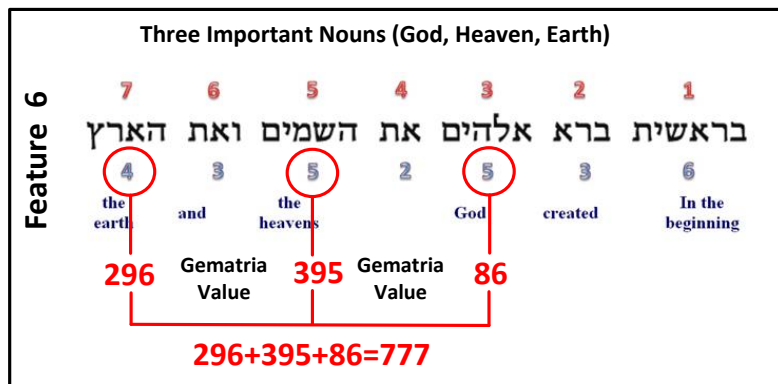 Three Important Nouns (God, Heaven, Earth)
Feature 6
7 6 5 4 3 2 1
בראשית ברא אלהים את השמים ואת הארץ
4 3 5 2 5 3 6
the earth and the heavens God created In the beginning
296 Gematria Value 395 Gematria Value 86
296+395+86=777